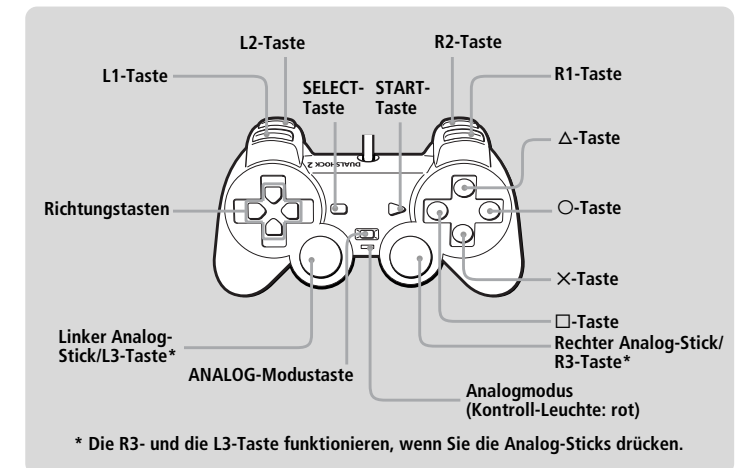 L2-Taste
R2-Taste
L1-Taste
R1-Taste
SELECT-
Taste
START-
Taste
△-Taste
DUALSHOCK 2
Richtungstasten
○-Taste
×-Taste
□-Taste
Linker Analog-
Stick/L3-Taste*
Rechter Analog-Stick/
R3-Taste*
ANALOG-Modustaste
Analogmodus
(Kontroll-Leuchte: rot)
* Die R3- und die L3-Taste funktionieren, wenn Sie die Analog-Sticks drücken.